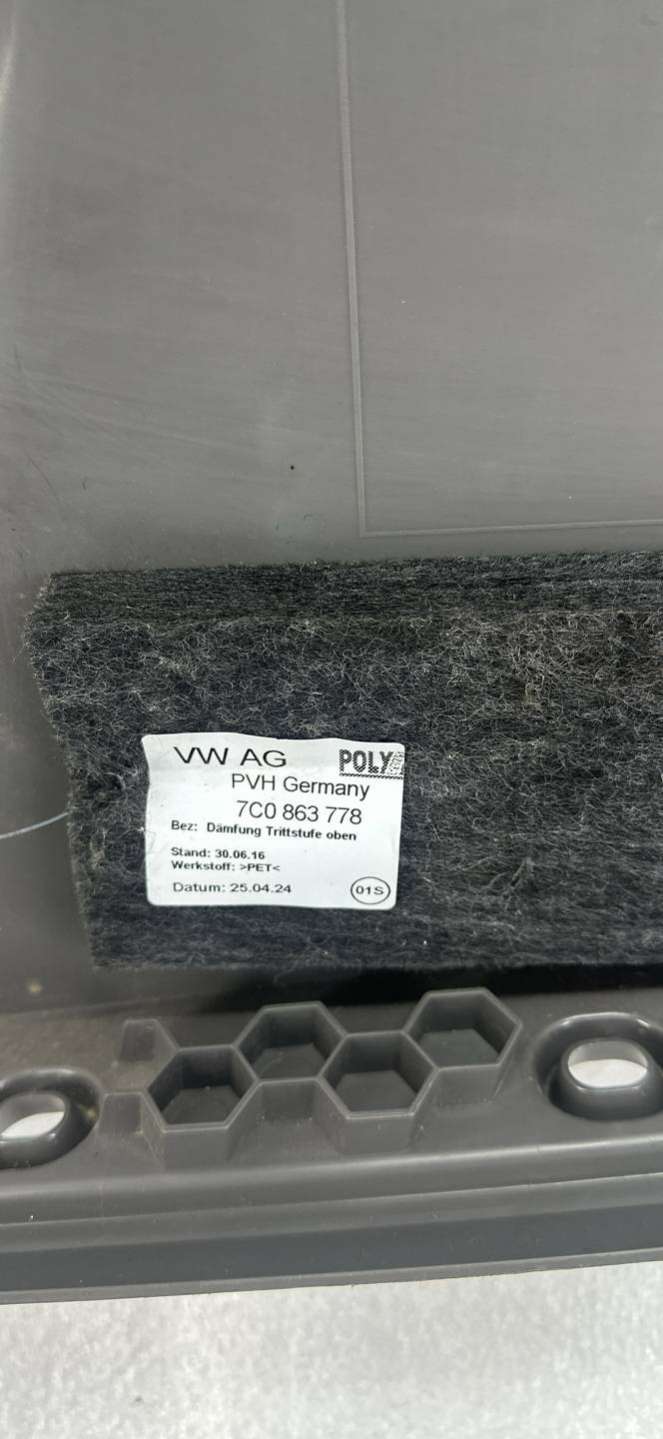 VW AG POLY
PVH Germany
7C0 863 778
Bez: Dämfung Trittstufe oben
Stand: 30.06.16
Werkstoff: >PET<
Datum: 25.04.24 01S